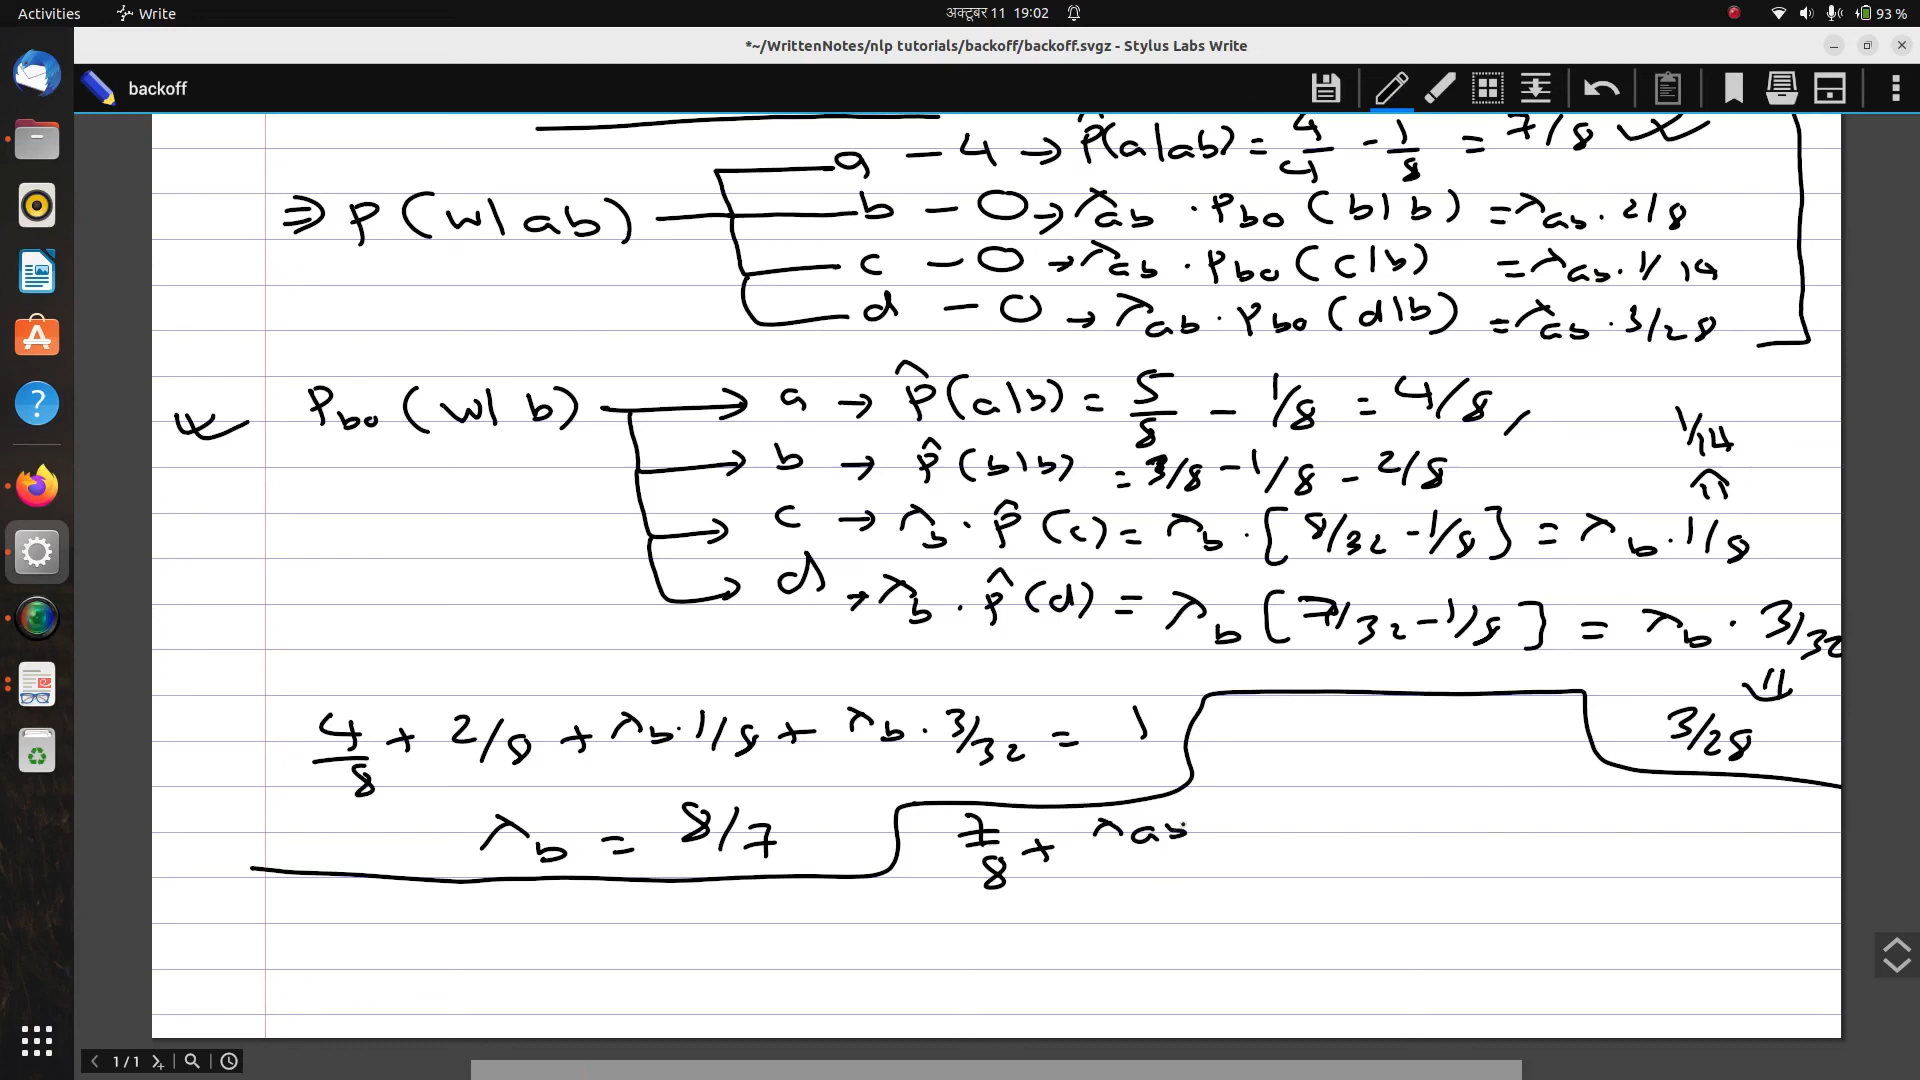 Activities Write अक्टूबर 11 19:02 93 %
*~/WrittenNotes/nlp tutorials/backoff/backoff.svgz - Stylus Labs Write
backoff
a - 4 → P̂(a|ab) = 4/4 - 1/8 = 7/8
⇒ P(w|ab)
b - 0 → λab · Pbo(b|b) = λab · 2/8
c - 0 → λab · Pbo(c|b) = λab · 1/14
d - 0 → λab · Pbo(d|b) = λab · 3/28
Pbo(w|b) → a → P̂(a|b) = 5/8 - 1/8 = 4/8,
1/14
b → P̂(b|b) = 3/8 - 1/8 - 2/8
c → λb · P̂(c) = λb · [8/32 - 1/8] = λb · 1/8
d → λb · P̂(d) = λb [7/32 - 1/8] = λb · 3/32
4/8 + 2/8 + λb · 1/8 + λb · 3/32 = 1
3/28
λb = 8/7
7/8 + λab
1/1